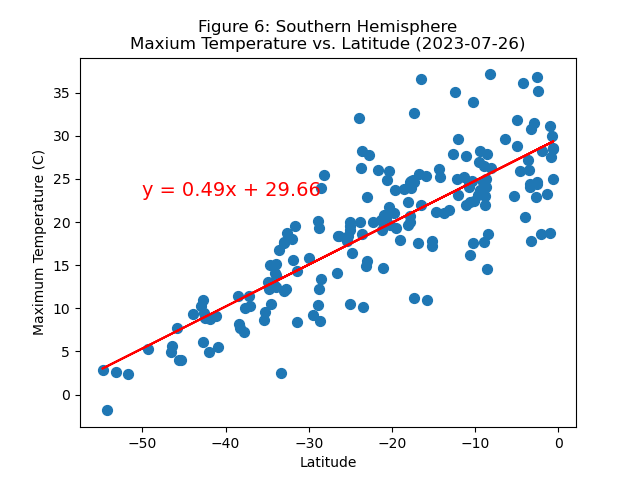 Figure 6: Southern Hemisphere
Maxium Temperature vs. Latitude (2023-07-26)
35
30
25
20
15
10
5
0
Maximum Temperature (C)
y = 0.49x + 29.66
−50
−40
−30
−20
−10
0
Latitude